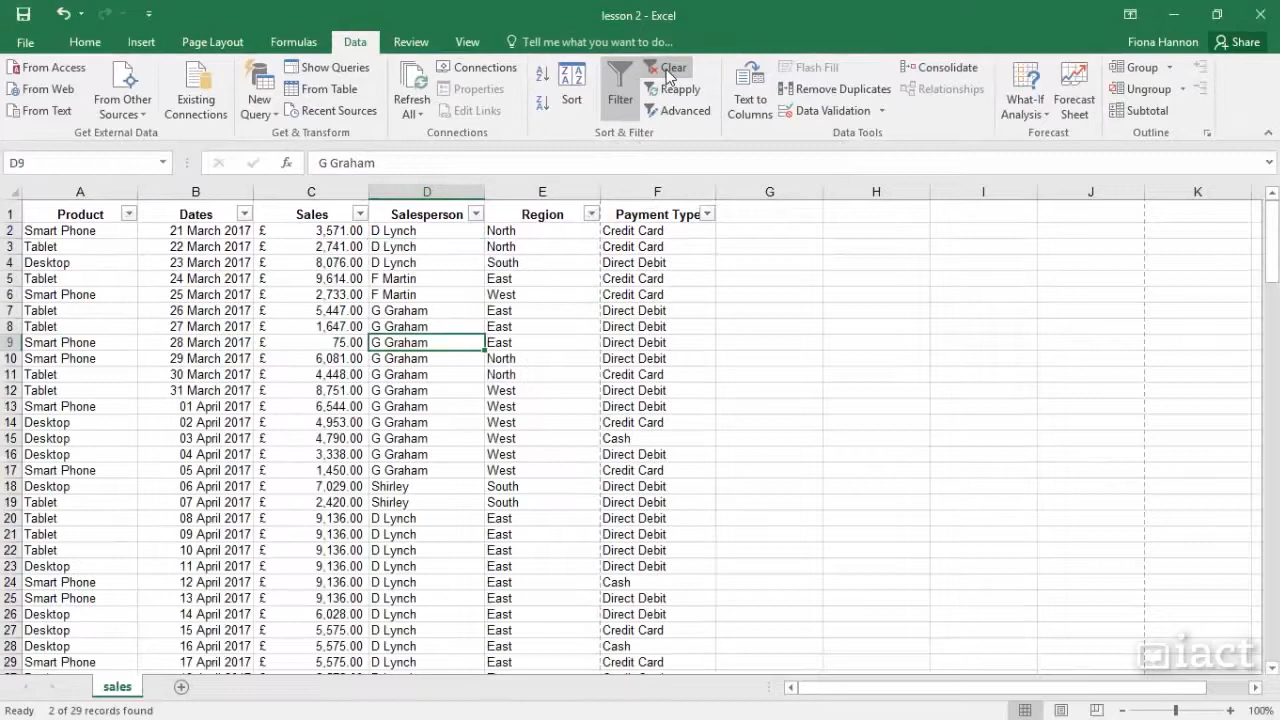 lesson 2 - Excel
File Home Insert Page Layout Formulas Data Review View Tell me what you want to do... Fiona Hannon Share
From Access
From Web
From Text
From Other Sources
Existing Connections
Get External Data
New Query
Show Queries
From Table
Recent Sources
Get & Transform
Refresh All
Connections
Properties
Edit Links
Connections
Sort
Filter
Clear
Reapply
Advanced
Sort & Filter
Text to Columns
Flash Fill
Remove Duplicates
Data Validation
Consolidate
Relationships
Data Tools
What-If Analysis
Forecast Sheet
Forecast
Group
Ungroup
Subtotal
Outline
D9 fx G Graham
A B C D E F G H I J K
1 Product Dates Sales Salesperson Region Payment Type
2 Smart Phone 21 March 2017 £ 3,571.00 D Lynch North Credit Card
3 Tablet 22 March 2017 £ 2,741.00 D Lynch North Credit Card
4 Desktop 23 March 2017 £ 8,076.00 D Lynch South Direct Debit
5 Tablet 24 March 2017 £ 9,614.00 F Martin East Credit Card
6 Smart Phone 25 March 2017 £ 2,733.00 F Martin West Credit Card
7 Tablet 26 March 2017 £ 5,447.00 G Graham East Direct Debit
8 Tablet 27 March 2017 £ 1,647.00 G Graham East Direct Debit
9 Smart Phone 28 March 2017 £ 75.00 G Graham East Direct Debit
10 Smart Phone 29 March 2017 £ 6,081.00 G Graham North Direct Debit
11 Tablet 30 March 2017 £ 4,448.00 G Graham North Credit Card
12 Tablet 31 March 2017 £ 8,751.00 G Graham West Direct Debit
13 Smart Phone 01 April 2017 £ 6,544.00 G Graham West Direct Debit
14 Desktop 02 April 2017 £ 4,953.00 G Graham West Credit Card
15 Desktop 03 April 2017 £ 4,790.00 G Graham West Cash
16 Desktop 04 April 2017 £ 3,338.00 G Graham West Direct Debit
17 Smart Phone 05 April 2017 £ 1,450.00 G Graham West Credit Card
18 Desktop 06 April 2017 £ 7,029.00 Shirley South Direct Debit
19 Tablet 07 April 2017 £ 2,420.00 Shirley South Direct Debit
20 Tablet 08 April 2017 £ 9,136.00 D Lynch East Direct Debit
21 Tablet 09 April 2017 £ 9,136.00 D Lynch East Direct Debit
22 Tablet 10 April 2017 £ 9,136.00 D Lynch East Direct Debit
23 Desktop 11 April 2017 £ 9,136.00 D Lynch East Direct Debit
24 Smart Phone 12 April 2017 £ 9,136.00 D Lynch East Cash
25 Smart Phone 13 April 2017 £ 9,136.00 D Lynch East Direct Debit
26 Desktop 14 April 2017 £ 6,028.00 D Lynch East Direct Debit
27 Desktop 15 April 2017 £ 5,575.00 D Lynch East Credit Card
28 Desktop 16 April 2017 £ 5,575.00 D Lynch East Cash
29 Smart Phone 17 April 2017 £ 5,575.00 D Lynch East Credit Card
iact
sales
Ready 2 of 29 records found 100%